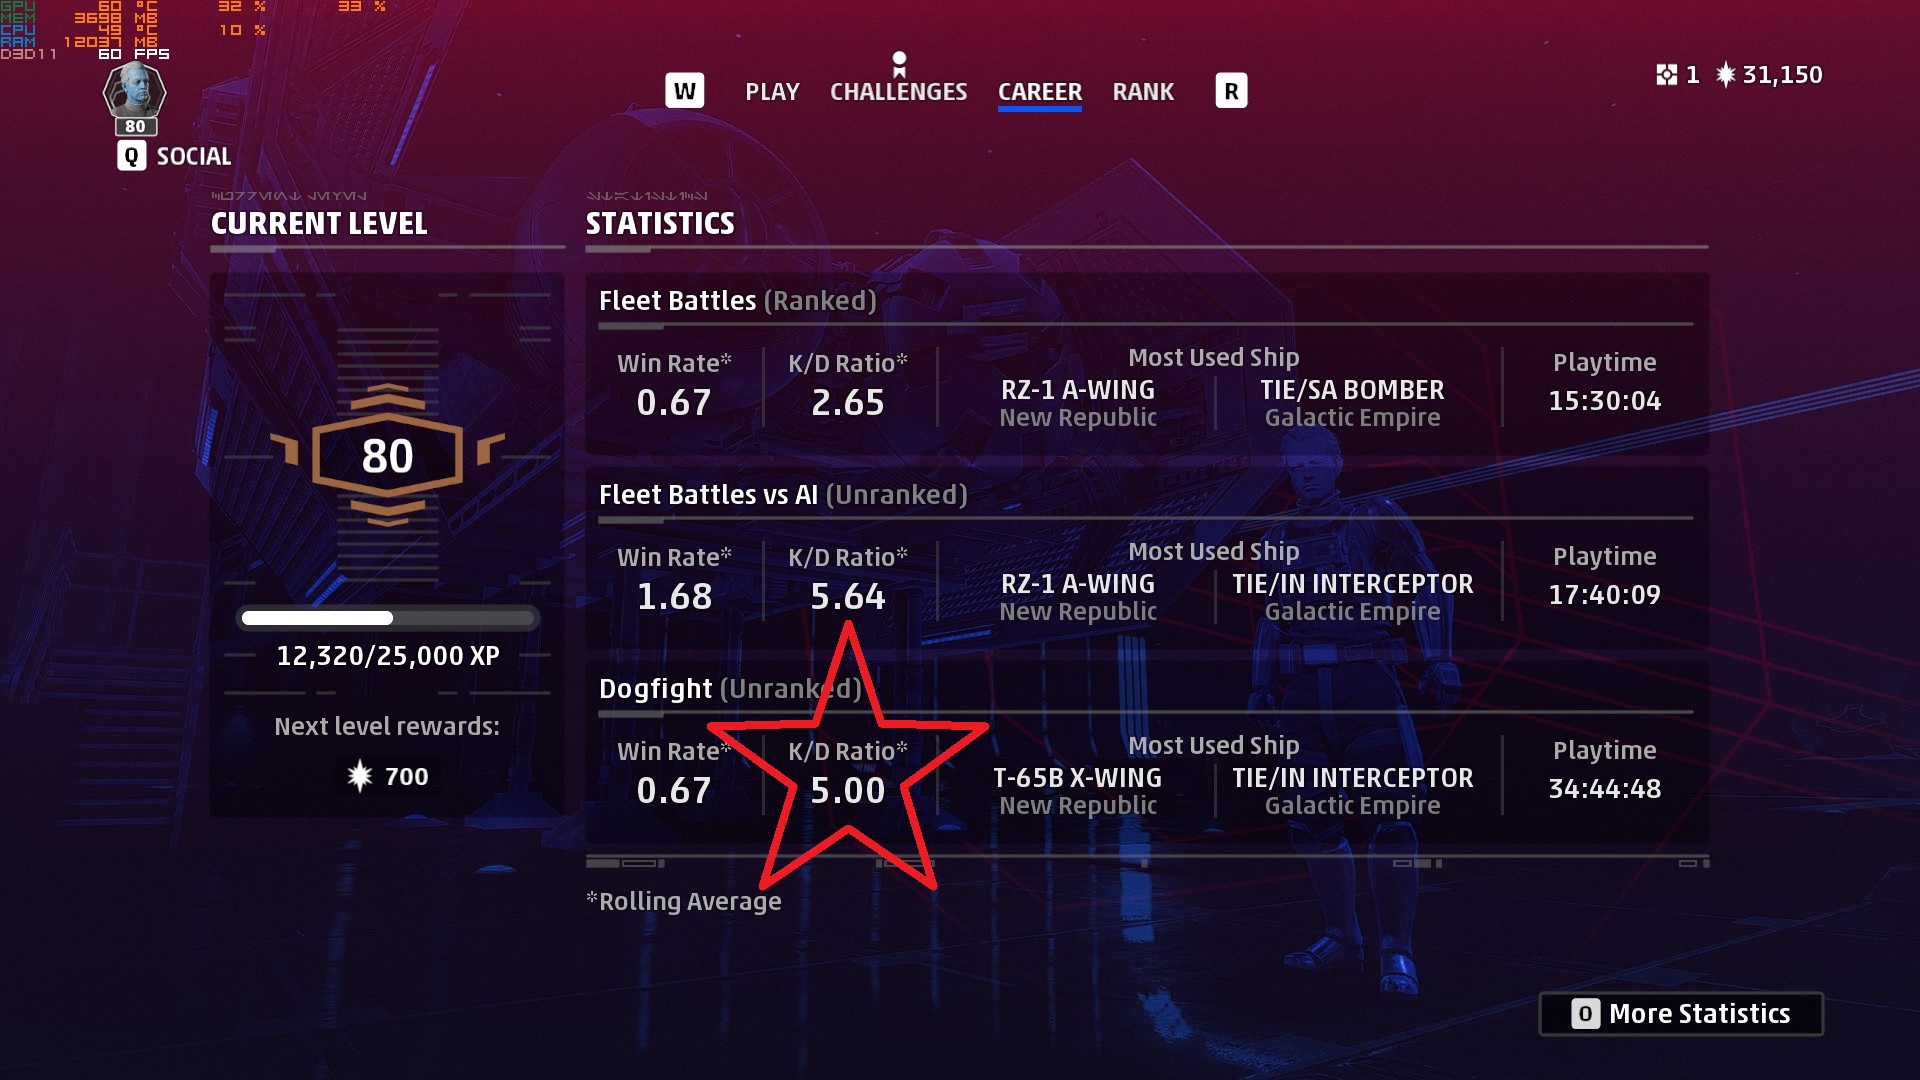 GPU 60 °C 32 % 33 %
MEM 3698 MB
CPU 49 °C 10 %
RAM 12037 MB
D3D11 60 FPS
W PLAY CHALLENGES CAREER RANK R
1 31,150
80
Q SOCIAL
CURRENT LEVEL
80
12,320/25,000 XP
Next level rewards:
700
STATISTICS
Fleet Battles (Ranked)
Win Rate* K/D Ratio* Most Used Ship Playtime
0.67 2.65 RZ-1 A-WING TIE/SA BOMBER 15:30:04
New Republic Galactic Empire
Fleet Battles vs AI (Unranked)
Win Rate* K/D Ratio* Most Used Ship Playtime
1.68 5.64 RZ-1 A-WING TIE/IN INTERCEPTOR 17:40:09
New Republic Galactic Empire
Dogfight (Unranked)
Win Rate* K/D Ratio* Most Used Ship Playtime
0.67 5.00 T-65B X-WING TIE/IN INTERCEPTOR 34:44:48
New Republic Galactic Empire
*Rolling Average
O More Statistics